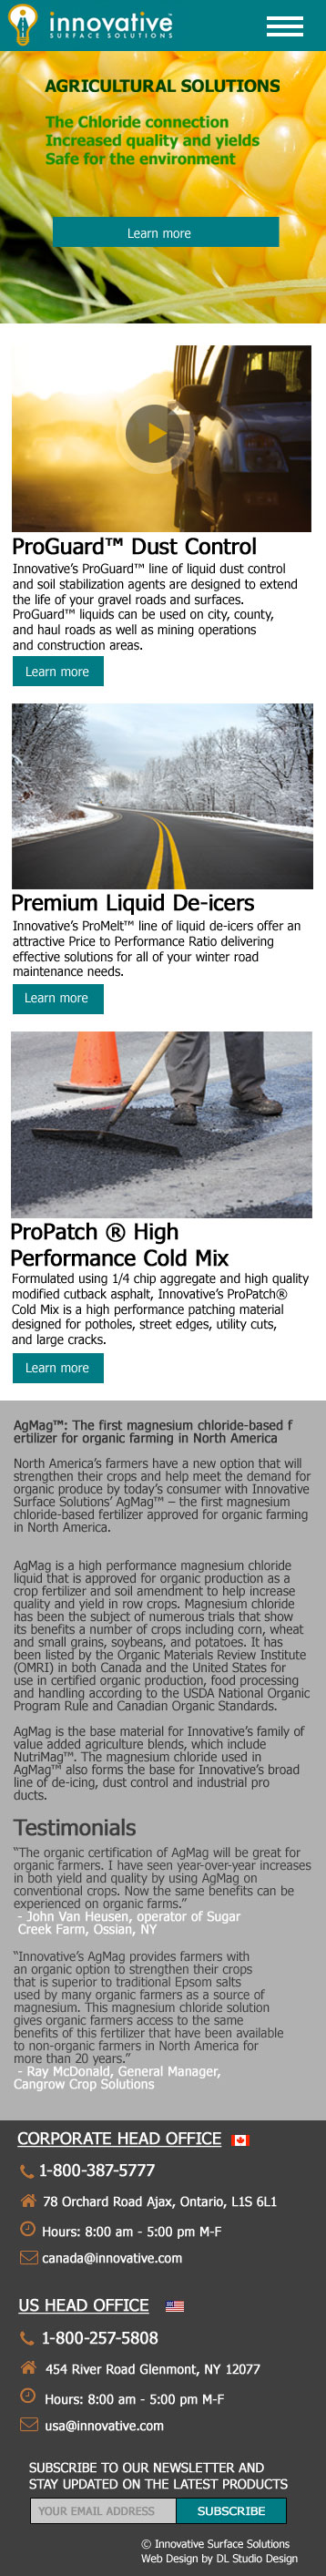 innovative™
SURFACE SOLUTIONS
AGRICULTURAL SOLUTIONS
The Chloride connection
Increased quality and yields
Safe for the environment
Learn more
ProGuard™ Dust Control
Innovative’s ProGuard™ line of liquid dust control
and soil stabilization agents are designed to extend
the life of your gravel roads and surfaces.
ProGuard™ liquids can be used on city, county,
and haul roads as well as mining operations
and construction areas.
Learn more
Premium Liquid De-icers
Innovative’s ProMelt™ line of liquid de-icers offer an
attractive Price to Performance Ratio delivering
effective solutions for all of your winter road
maintenance needs.
Learn more
ProPatch ® High
Performance Cold Mix
Formulated using 1/4 chip aggregate and high quality
modified cutback asphalt, Innovative’s ProPatch®
Cold Mix is a high performance patching material
designed for potholes, street edges, utility cuts,
and large cracks.
Learn more
AgMag™: The first magnesium chloride-based f
ertilizer for organic farming in North America
North America’s farmers have a new option that will
strengthen their crops and help meet the demand for
organic produce by today’s consumer with Innovative
Surface Solutions’ AgMag™ – the first magnesium
chloride-based fertilizer approved for organic farming
in North America.
AgMag is a high performance magnesium chloride
liquid that is approved for organic production as a
crop fertilizer and soil amendment to help increase
quality and yield in row crops. Magnesium chloride
has been the subject of numerous trials that show
its benefits a number of crops including corn, wheat
and small grains, soybeans, and potatoes. It has
been listed by the Organic Materials Review Institute
(OMRI) in both Canada and the United States for
use in certified organic production, food processing
and handling according to the USDA National Organic
Program Rule and Canadian Organic Standards.
AgMag is the base material for Innovative’s family of
value added agriculture blends, which include
NutriMag™. The magnesium chloride used in
AgMag™ also forms the base for Innovative’s broad
line of de-icing, dust control and industrial pro
ducts.
Testimonials
“The organic certification of AgMag will be great for
organic farmers. I have seen year-over-year increases
in both yield and quality by using AgMag on
conventional crops. Now the same benefits can be
experienced on organic farms.”
- John Van Heusen, operator of Sugar
Creek Farm, Ossian, NY
“Innovative’s AgMag provides farmers with
an organic option to strengthen their crops
that is superior to traditional Epsom salts
used by many organic farmers as a source of
magnesium. This magnesium chloride solution
gives organic farmers access to the same
benefits of this fertilizer that have been available
to non-organic farmers in North America for
more than 20 years.”
- Ray McDonald, General Manager,
Cangrow Crop Solutions
CORPORATE HEAD OFFICE
1-800-387-5777
78 Orchard Road Ajax, Ontario, L1S 6L1
Hours: 8:00 am - 5:00 pm M-F
canada@innovative.com
US HEAD OFFICE
1-800-257-5808
454 River Road Glenmont, NY 12077
Hours: 8:00 am - 5:00 pm M-F
usa@innovative.com
SUBSCRIBE TO OUR NEWSLETTER AND
STAY UPDATED ON THE LATEST PRODUCTS
YOUR EMAIL ADDRESS SUBSCRIBE
© Innovative Surface Solutions
Web Design by DL Studio Design